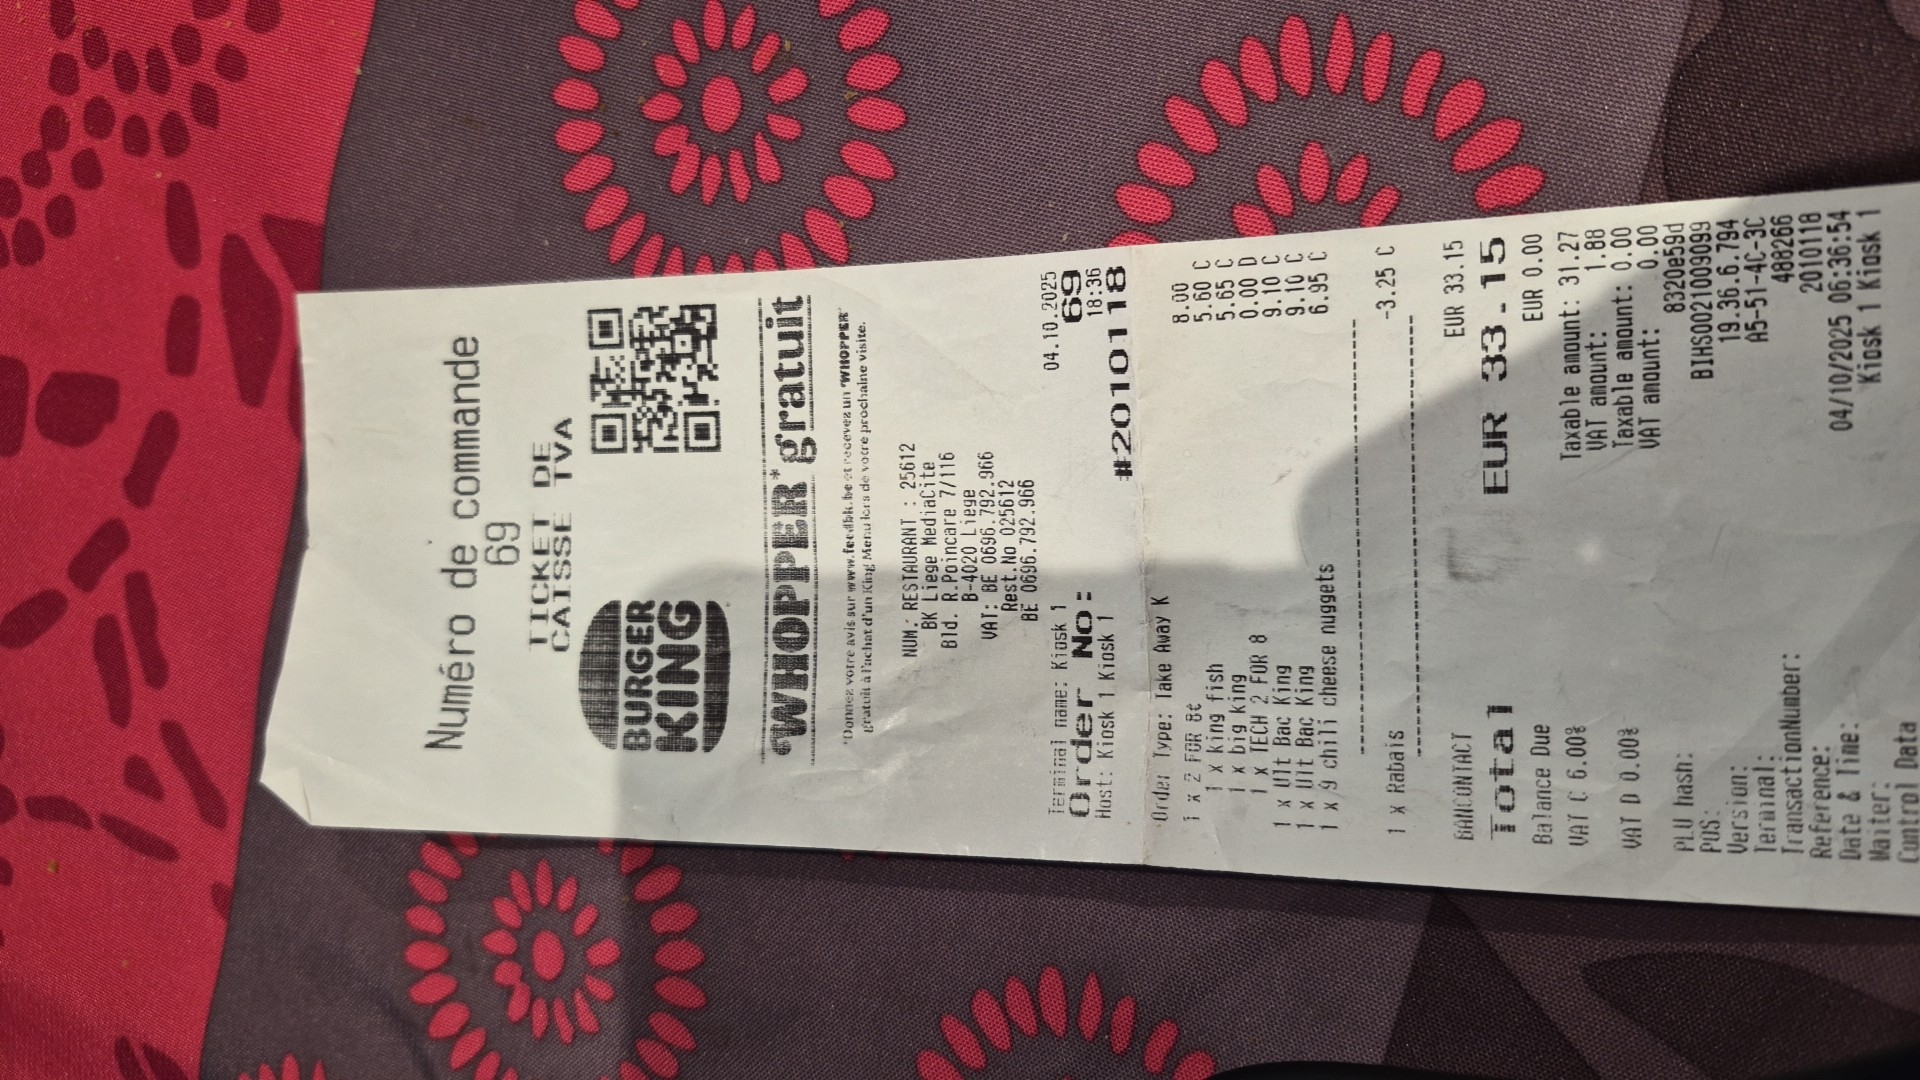 Numéro de commande
69
TICKET DE
CAISSE TVA
BURGER
KING
WHOPPER* gratuit
*Donnez votre avis sur www.feedbk.be et recevez un WHOPPER
gratuit à l'achat d'un King Menu lors de votre prochaine visite.
NUM.: RESTAURANT : 25612
BK Liege MediaCite
Bld. R.Poincare 7/116
B-4020 Liege
VAT: BE 0696.792.966
Rest.No 025612
BE 0696.792.966
Terminal name: Kiosk 1 04.10.2025
Order No: 69
Host: Kiosk 1 Kiosk 1 18:36
#2010118
Order Type: Take Away K
1 x 2 FOR 8€ 8.00
1 x King fish 5.60 C
1 x big King 5.65 C
1 x TECH 2 FOR 8 0.00 D
1 x Ult Bac King 9.10 C
1 x Ult Bac King 9.10 C
1 x 9 chili cheese nuggets 6.95 C
1 x Rabais -3.25 C
BANCONTACT EUR 33.15
Total EUR 33.15
Balance Due EUR 0.00
VAT C 6.00% Taxable amount: 31.27
VAT amount: 1.88
VAT D 0.00% Taxable amount: 0.00
VAT amount: 0.00
PLU hash: 8320e59d
POS: BIHS0021009099
Version: 19.36.6.794
Terminal: A5-51-4C-3C
TransactionNumber: 488266
Reference: 2010118
Date & Time: 04/10/2025 06:36:54
Waiter: Kiosk 1 Kiosk 1
Control Data